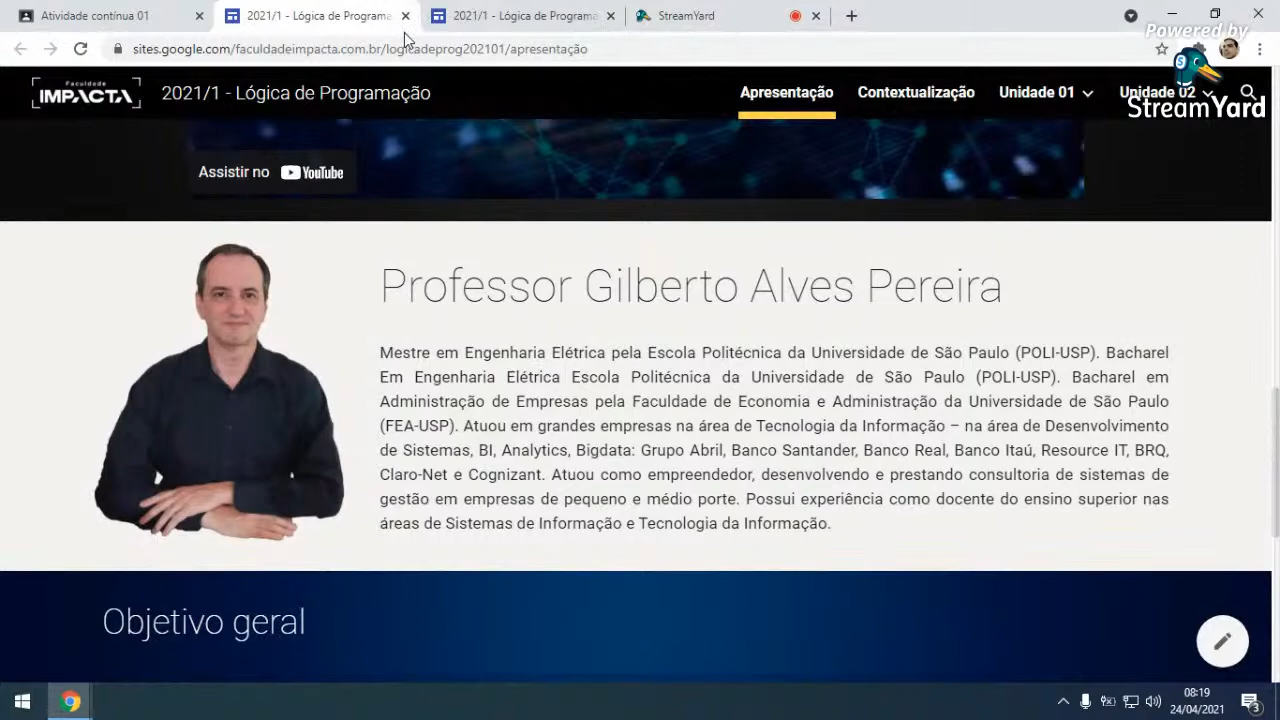 Atividade contínua 01
2021/1 - Lógica de Programa
2021/1 - Lógica de Programa
StreamYard
sites.google.com/faculdadeimpacta.com.br/logicadeprog202101/apresentação
Powered by
StreamYard
Faculdade
IMPACTA
2021/1 - Lógica de Programação
Apresentação
Contextualização
Unidade 01
Unidade 02
Assistir no YouTube
Professor Gilberto Alves Pereira
Mestre em Engenharia Elétrica pela Escola Politécnica da Universidade de São Paulo (POLI-USP). Bacharel
Em Engenharia Elétrica Escola Politécnica da Universidade de São Paulo (POLI-USP). Bacharel em
Administração de Empresas pela Faculdade de Economia e Administração da Universidade de São Paulo
(FEA-USP). Atuou em grandes empresas na área de Tecnologia da Informação – na área de Desenvolvimento
de Sistemas, BI, Analytics, Bigdata: Grupo Abril, Banco Santander, Banco Real, Banco Itaú, Resource IT, BRQ,
Claro-Net e Cognizant. Atuou como empreendedor, desenvolvendo e prestando consultoria de sistemas de
gestão em empresas de pequeno e médio porte. Possui experiência como docente do ensino superior nas
áreas de Sistemas de Informação e Tecnologia da Informação.
Objetivo geral
08:19
24/04/2021
3